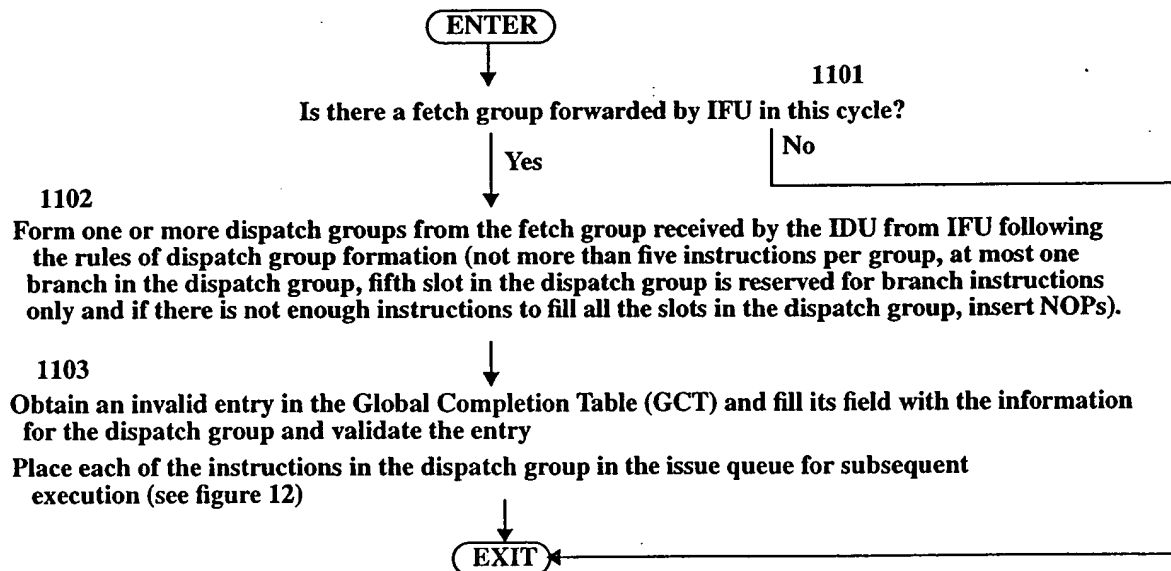 ENTER
1101
Is there a fetch group forwarded by IFU in this cycle?
Yes
No
1102
Form one or more dispatch groups from the fetch group received by the IDU from IFU following
the rules of dispatch group formation (not more than five instructions per group, at most one
branch in the dispatch group, fifth slot in the dispatch group is reserved for branch instructions
only and if there is not enough instructions to fill all the slots in the dispatch group, insert NOPs).
1103
Obtain an invalid entry in the Global Completion Table (GCT) and fill its field with the information
for the dispatch group and validate the entry
Place each of the instructions in the dispatch group in the issue queue for subsequent
execution (see figure 12)
EXIT